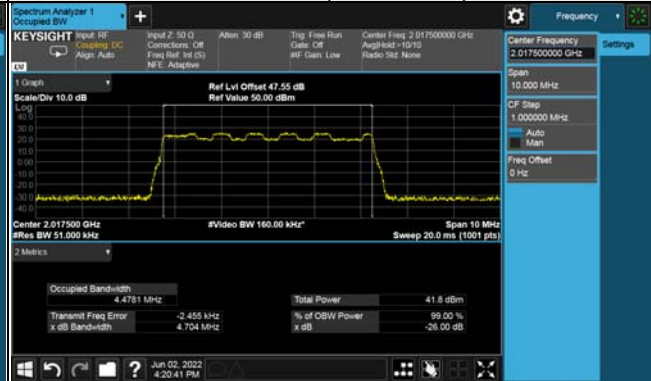 Spectrum Analyzer 1
Occupied BW
Frequency
KEYSIGHT
Input: RF
Coupling: DC
Align: Auto
Input Z: 50 Ω
Corrections: Off
Freq Ref: Int (S)
NFE: Adaptive
Atten: 30 dB
Trig: Free Run
Gate: Off
#IF Gain: Low
Center Freq: 2.017500000 GHz
Avg|Hold:>10/10
Radio Std: None
LXI
Center Frequency
2.017500000 GHz
Settings
Span
10.000 MHz
CF Step
1.000000 MHz
Auto
Man
Freq Offset
0 Hz
1 Graph
Scale/Div 10.0 dB
Ref Lvl Offset 47.55 dB
Ref Value 50.00 dBm
Log
40.0
30.0
20.0
10.0
0.00
-10.0
-20.0
-30.0
-40.0
Center 2.017500 GHz
#Video BW 160.00 kHz*
Span 10 MHz
#Res BW 51.000 kHz
Sweep 20.0 ms (1001 pts)
2 Metrics
Occupied Bandwidth
4.4781 MHz
Total Power
41.8 dBm
Transmit Freq Error
-2.455 kHz
% of OBW Power
99.00 %
x dB Bandwidth
4.704 MHz
x dB
-26.00 dB
Jun 02, 2022
4:20:41 PM